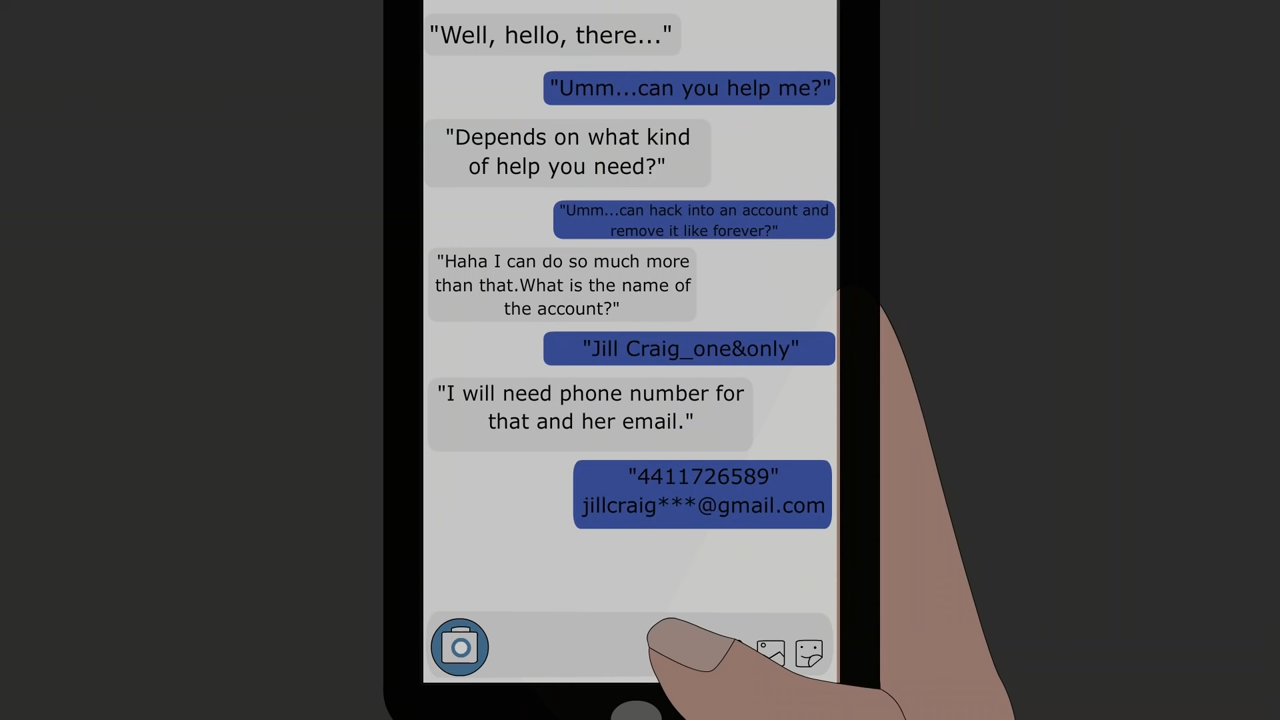 "Well, hello, there..."
"Umm...can you help me?"
"Depends on what kind
of help you need?"
"Umm...can hack into an account and
remove it like forever?"
"Haha I can do so much more
than that.What is the name of
the account?"
"Jill Craig_one&only"
"I will need phone number for
that and her email."
"4411726589"
jillcraig***@gmail.com